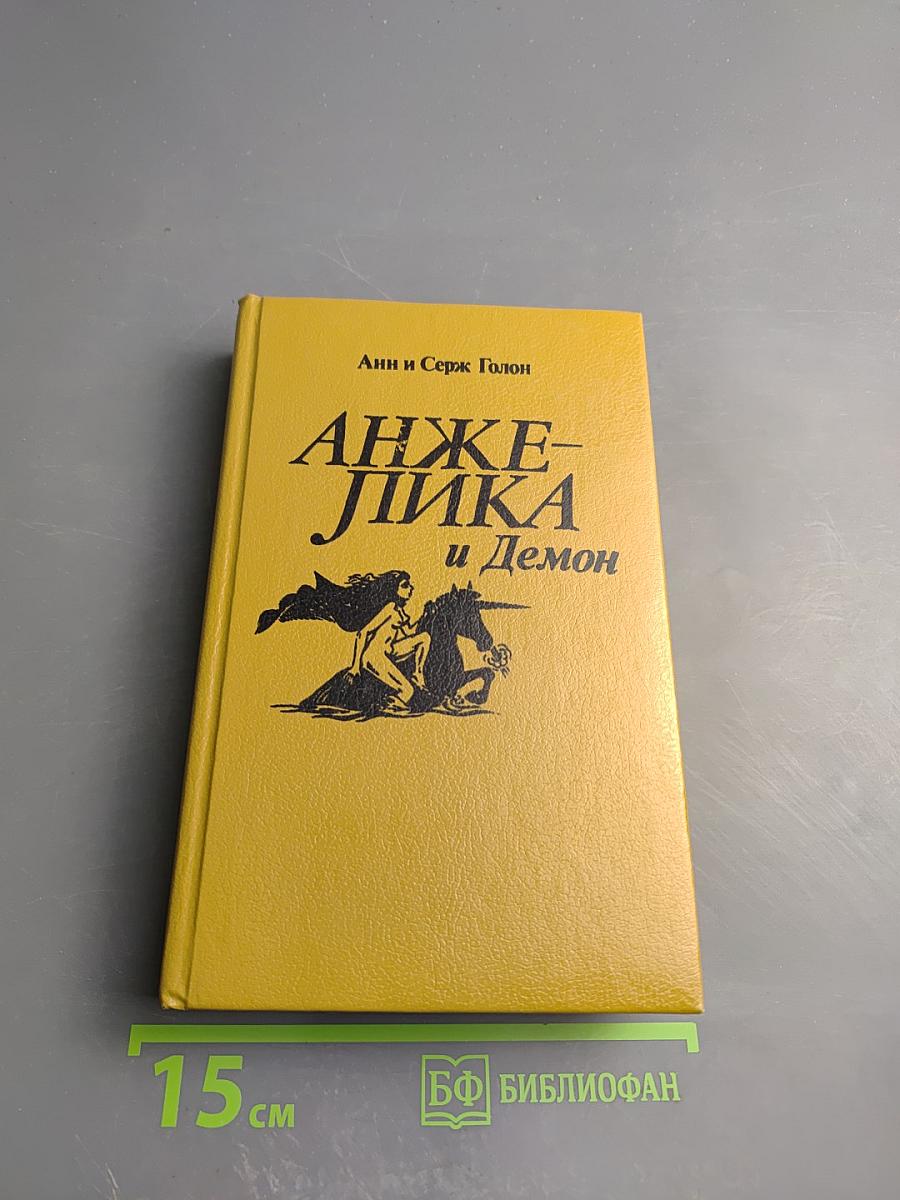 Анн и Серж Голон
АНЖЕ-
ЛИКА
и Демон
15 см
БФ БИБЛИОФАН